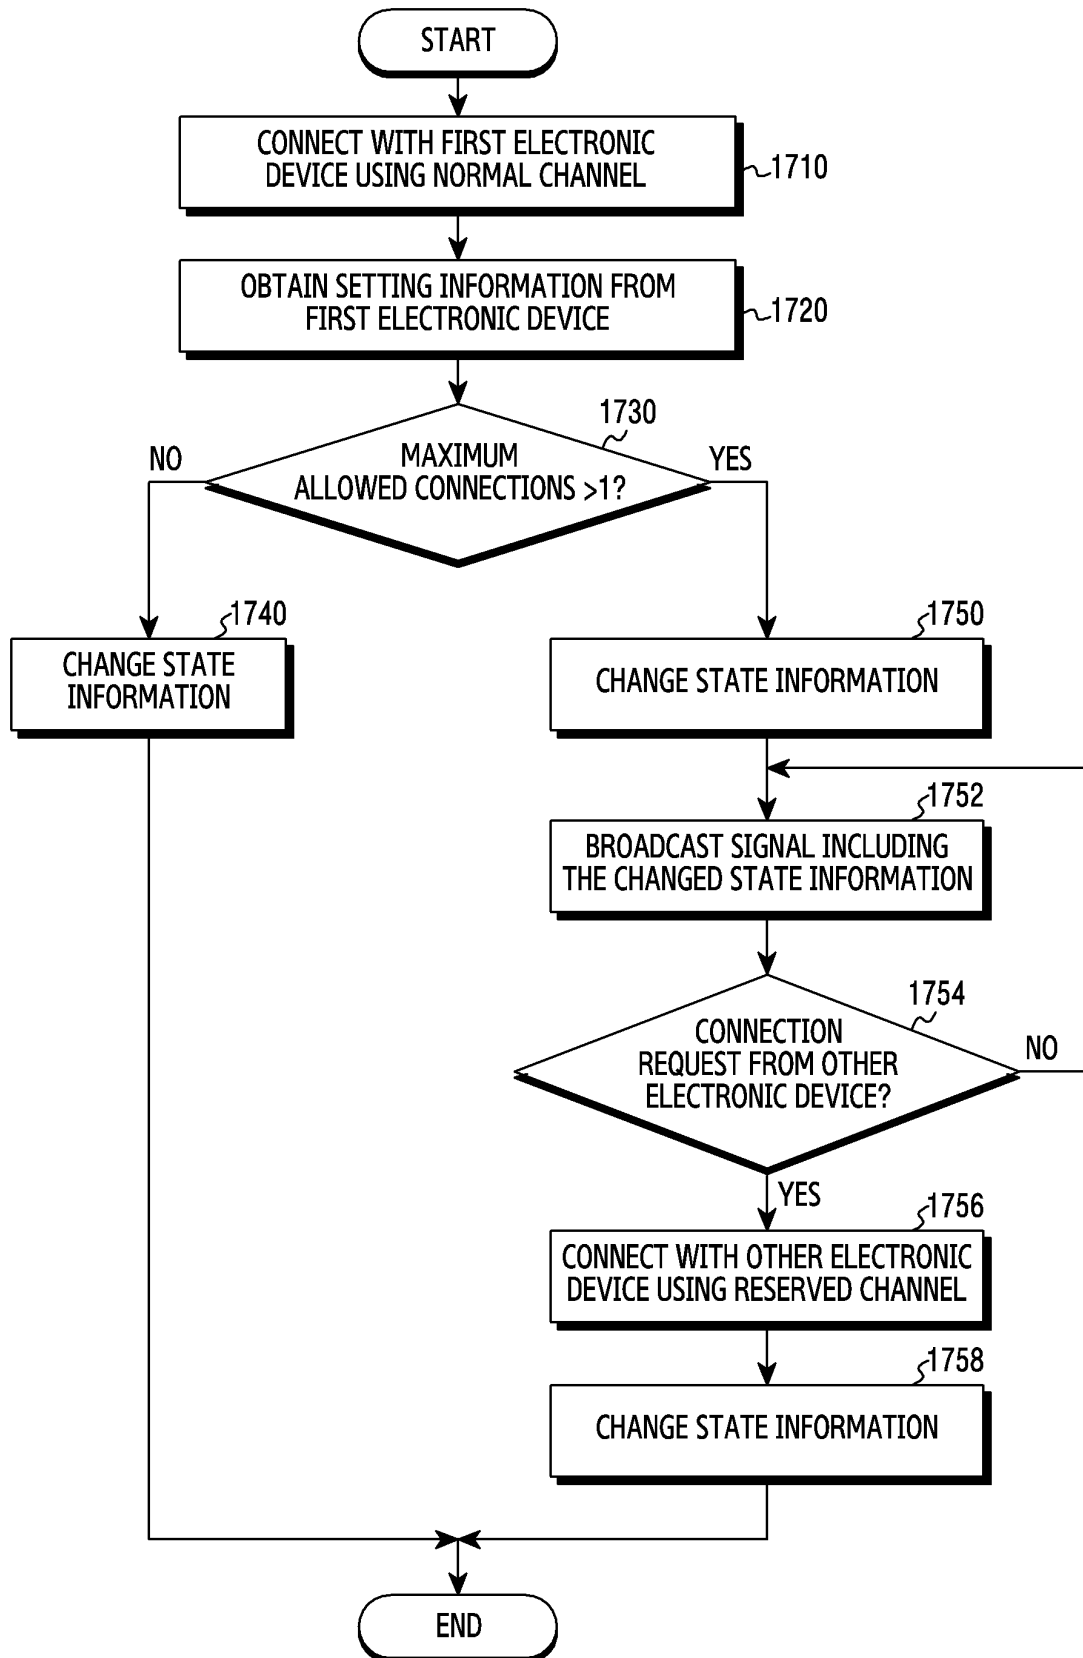 START
CONNECT WITH FIRST ELECTRONIC
DEVICE USING NORMAL CHANNEL
1710
OBTAIN SETTING INFORMATION FROM
FIRST ELECTRONIC DEVICE
1720
1730
NO
MAXIMUM
ALLOWED CONNECTIONS >1?
YES
1740
CHANGE STATE
INFORMATION
1750
CHANGE STATE INFORMATION
1752
BROADCAST SIGNAL INCLUDING
THE CHANGED STATE INFORMATION
1754
CONNECTION
REQUEST FROM OTHER
ELECTRONIC DEVICE?
NO
YES
1756
CONNECT WITH OTHER ELECTRONIC
DEVICE USING RESERVED CHANNEL
1758
CHANGE STATE INFORMATION
END